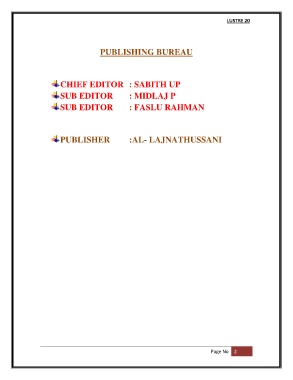 LUSTRE 20
PUBLISHING BUREAU
CHIEF EDITOR : SABITH UP
SUB EDITOR : MIDLAJ P
SUB EDITOR : FASLU RAHMAN
PUBLISHER :AL- LAJNATHUSSANI
Page No 2